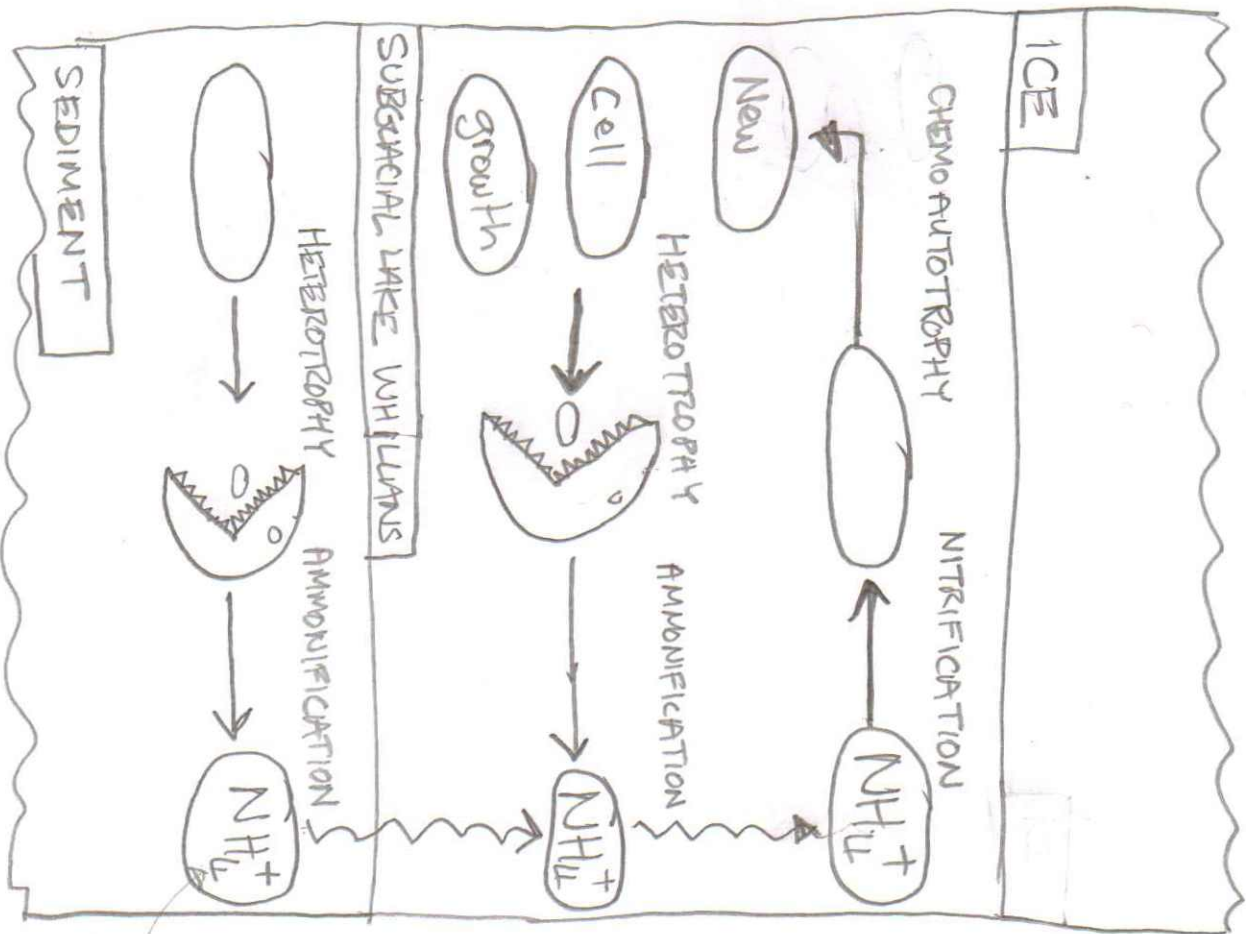 ICE
CHEMOAUTOTROPHY
NITRIFICATION
New
NH₄⁺
HETEROTROPHY
AMMONIFICATION
Cell
NH₄⁺
growth
SUBGLACIAL LAKE WHILLANS
HETEROTROPHY
AMMONIFICATION
NH₄⁺
SEDIMENT